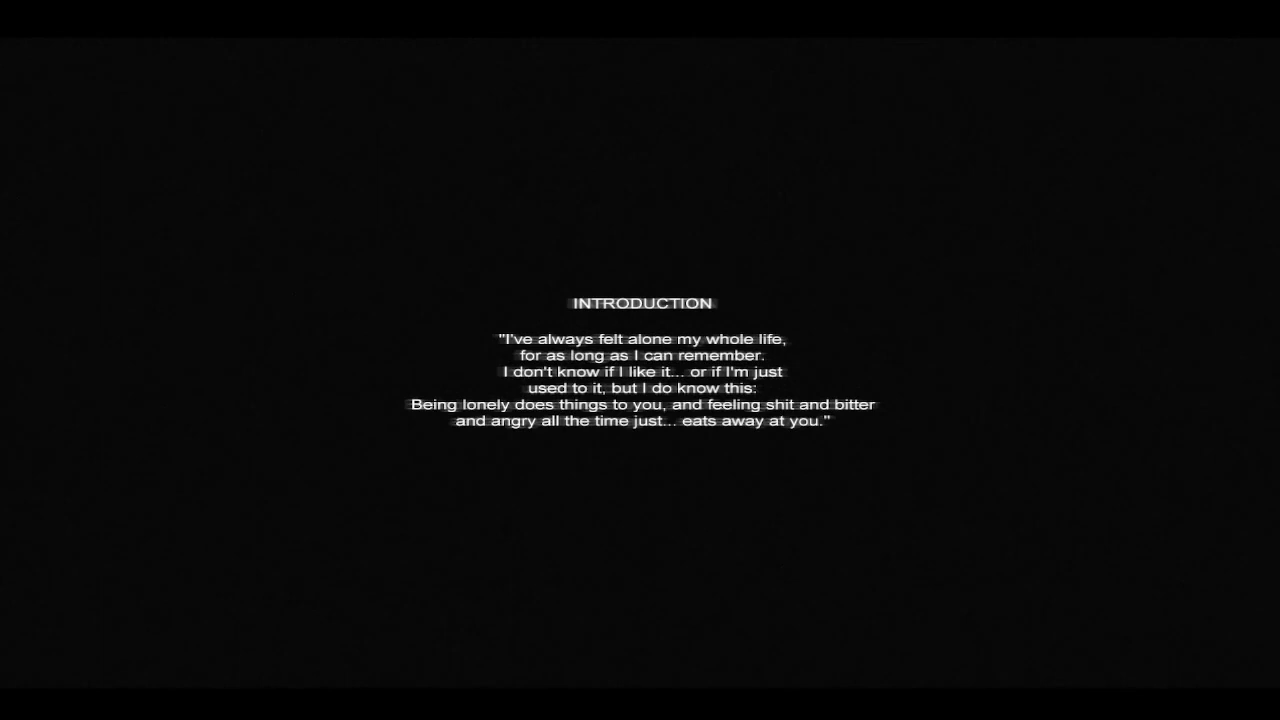 INTRODUCTION
"I've always felt alone my whole life,
for as long as I can remember.
I don't know if I like it... or if I'm just
used to it, but I do know this:
Being lonely does things to you, and feeling shit and bitter
and angry all the time just... eats away at you."